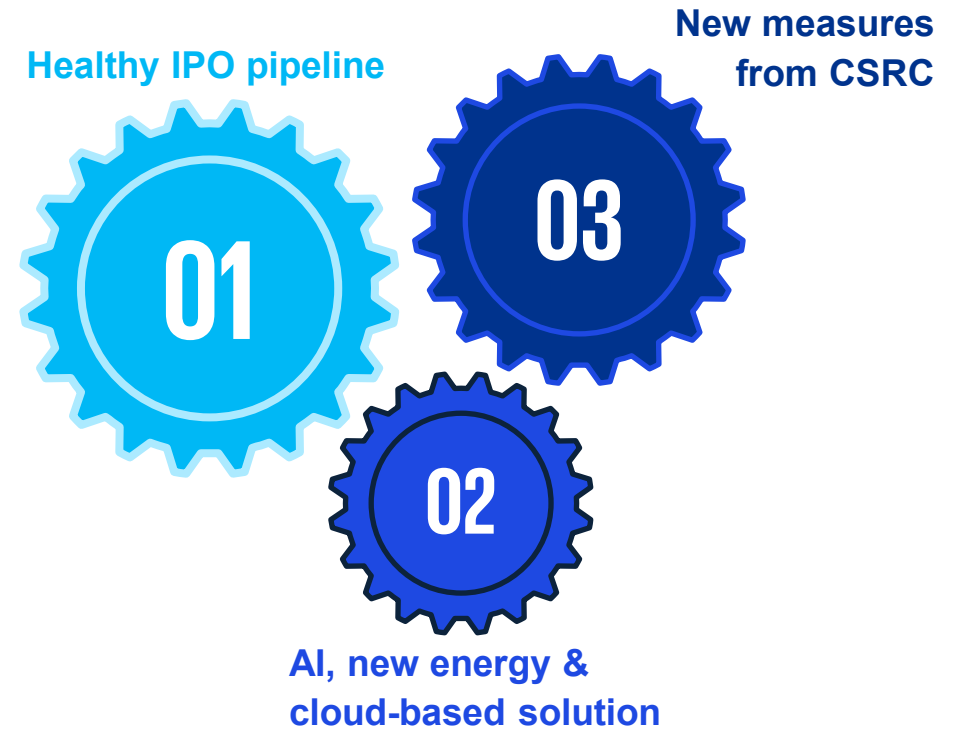 Healthy IPO pipeline
01
AI, new energy &
cloud-based solution
02
New measures
from CSRC
03